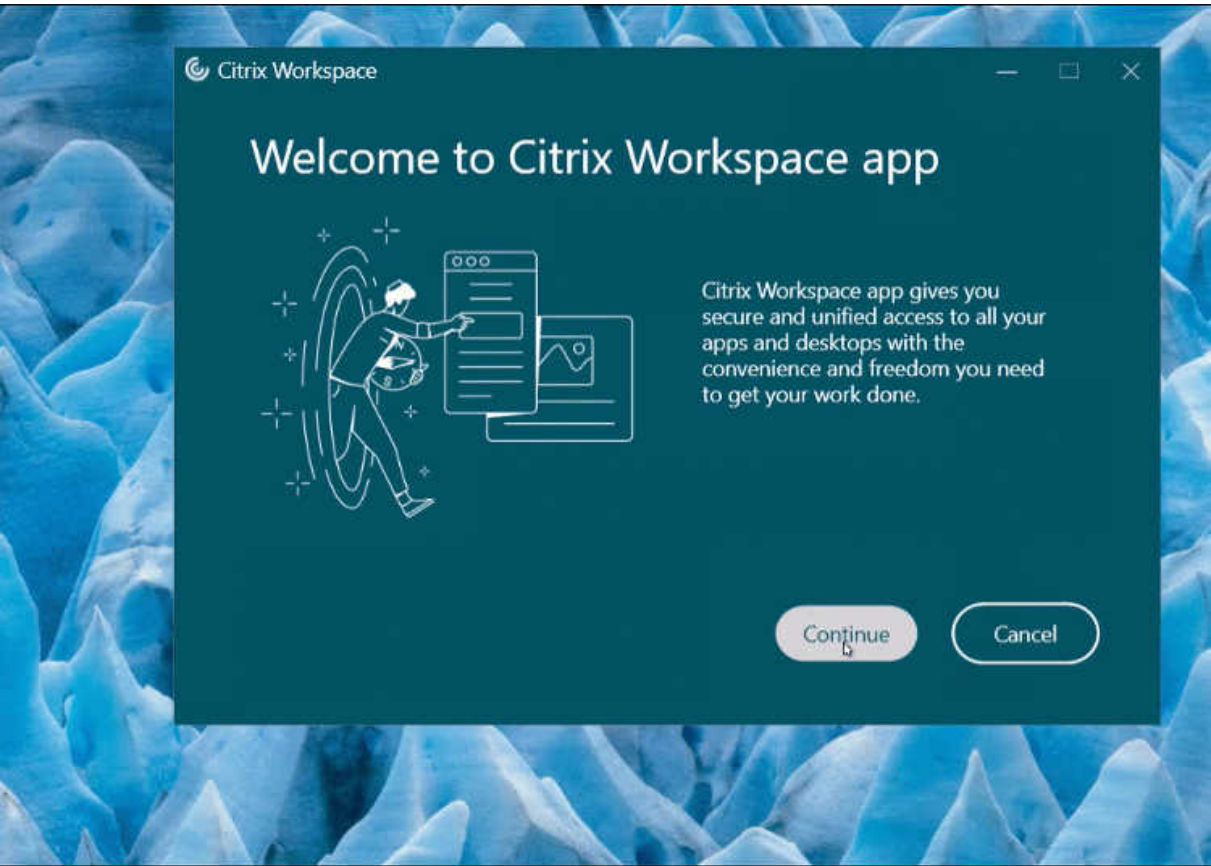 Citrix Workspace
Welcome to Citrix Workspace app
Citrix Workspace app gives you
secure and unified access to all your
apps and desktops with the
convenience and freedom you need
to get your work done.
Continue
Cancel